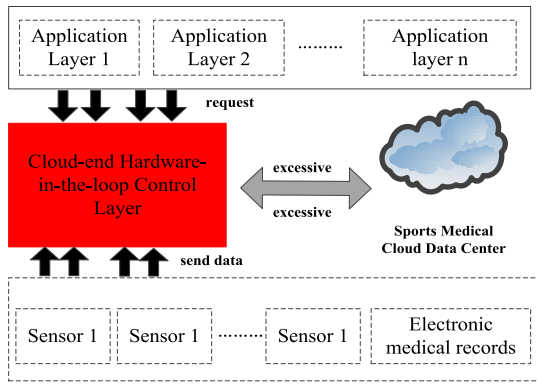 Application Layer 1
Application Layer 2
.........
Application layer n
request
Cloud-end Hardware-
in-the-loop Control
Layer
excessive
excessive
Sports Medical
Cloud Data Center
send data
Sensor 1
Sensor 1
.........
Sensor 1
Electronic
medical records